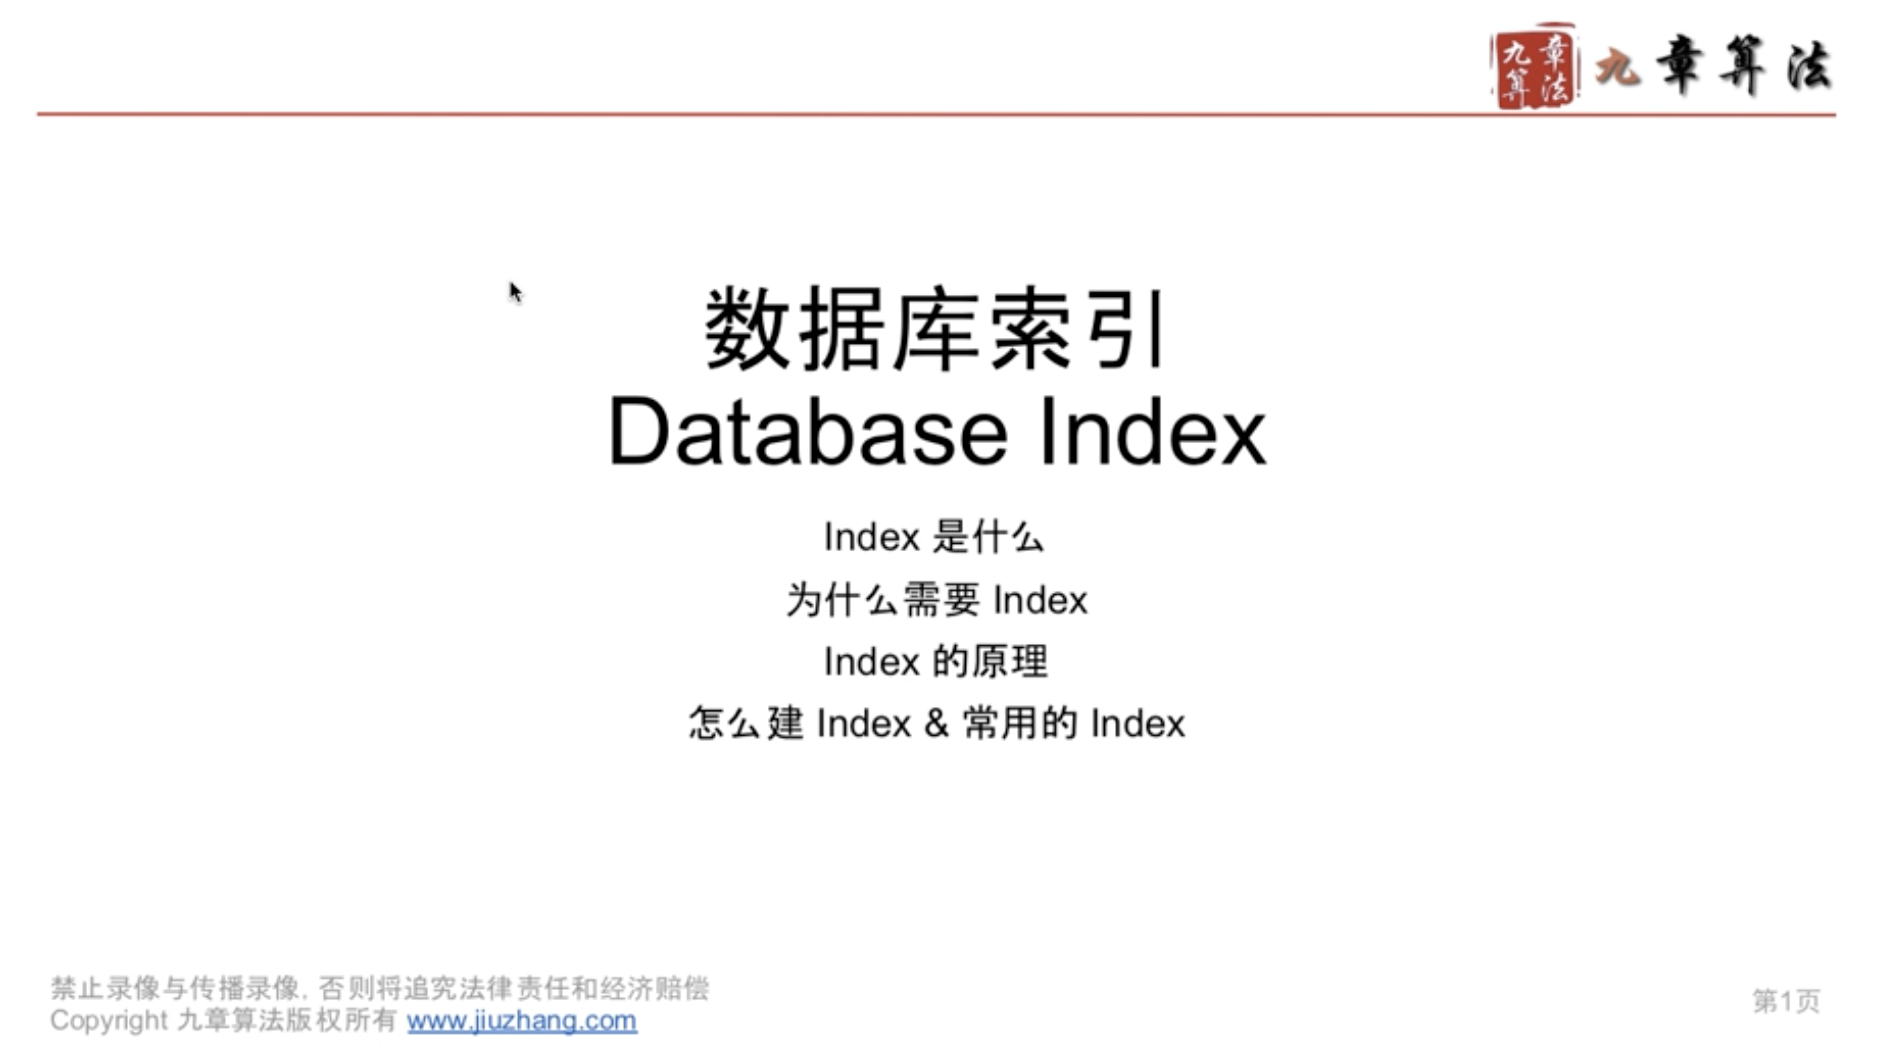 九章算法 九章算法
数据库索引
Database Index
Index 是什么
为什么需要 Index
Index 的原理
怎么建 Index & 常用的 Index
禁止录像与传播录像, 否则将追究法律责任和经济赔偿
Copyright 九章算法版权所有 www.jiuzhang.com
第1页